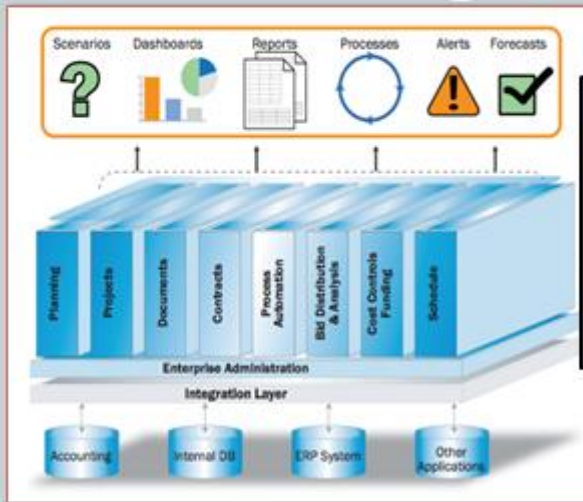 Scenarios Dashboards Reports Processes Alerts Forecasts
Planning
Projects
Documents
Contracts
Process
Automation
Bid Distribution
& Analysis
Cost Controls
Funding
Schedule
Enterprise Administration
Integration Layer
Accounting Internal DB ERP System Other
Applications